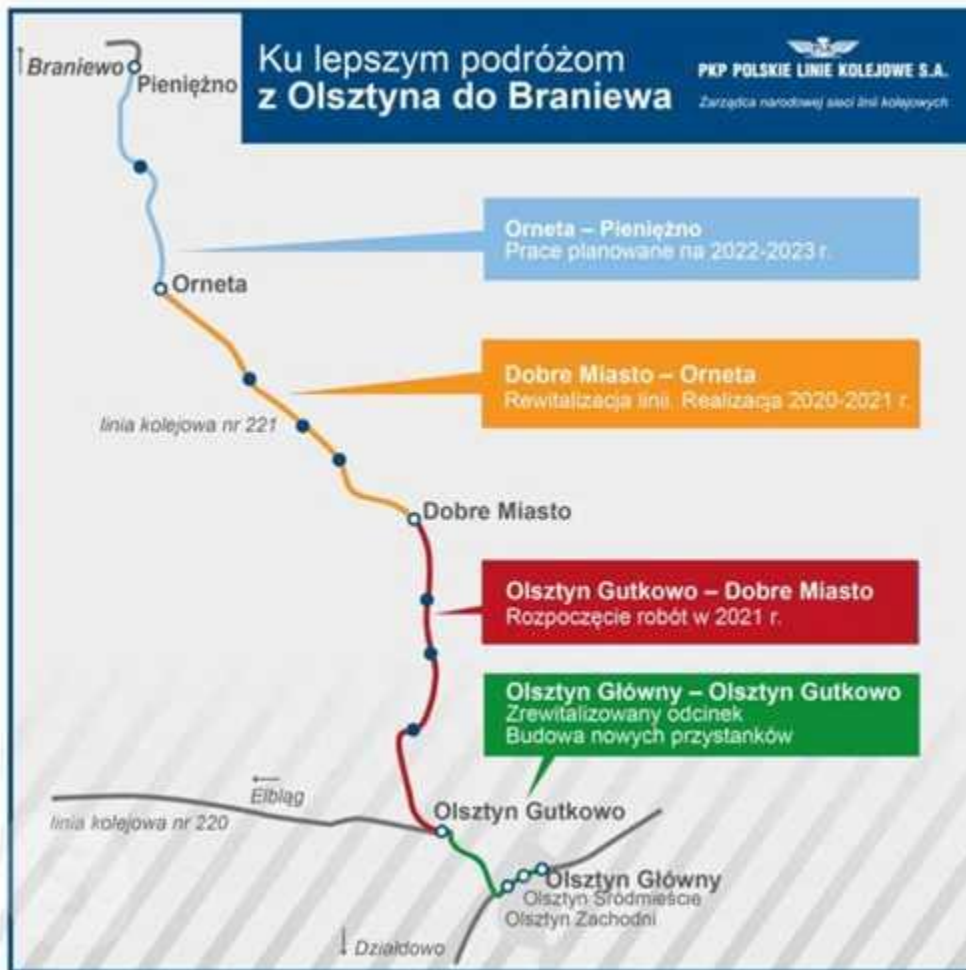 Ku lepszym podróżom
z Olsztyna do Braniewa
PKP POLSKIE LINIE KOLEJOWE S.A.
Zarządca narodowej sieci linii kolejowych
Braniewo
Pieniężno
Orneta – Pieniężno
Prace planowane na 2022-2023 r.
Orneta
Dobre Miasto – Orneta
Rewitalizacja linii. Realizacja 2020-2021 r.
linia kolejowa nr 221
Dobre Miasto
Olsztyn Gutkowo – Dobre Miasto
Rozpoczęcie robót w 2021 r.
Olsztyn Główny – Olsztyn Gutkowo
Zrewitalizowany odcinek
Budowa nowych przystanków
Elbląg
linia kolejowa nr 220
Olsztyn Gutkowo
Olsztyn Główny
Olsztyn Śródmieście
Olsztyn Zachodni
Działdowo